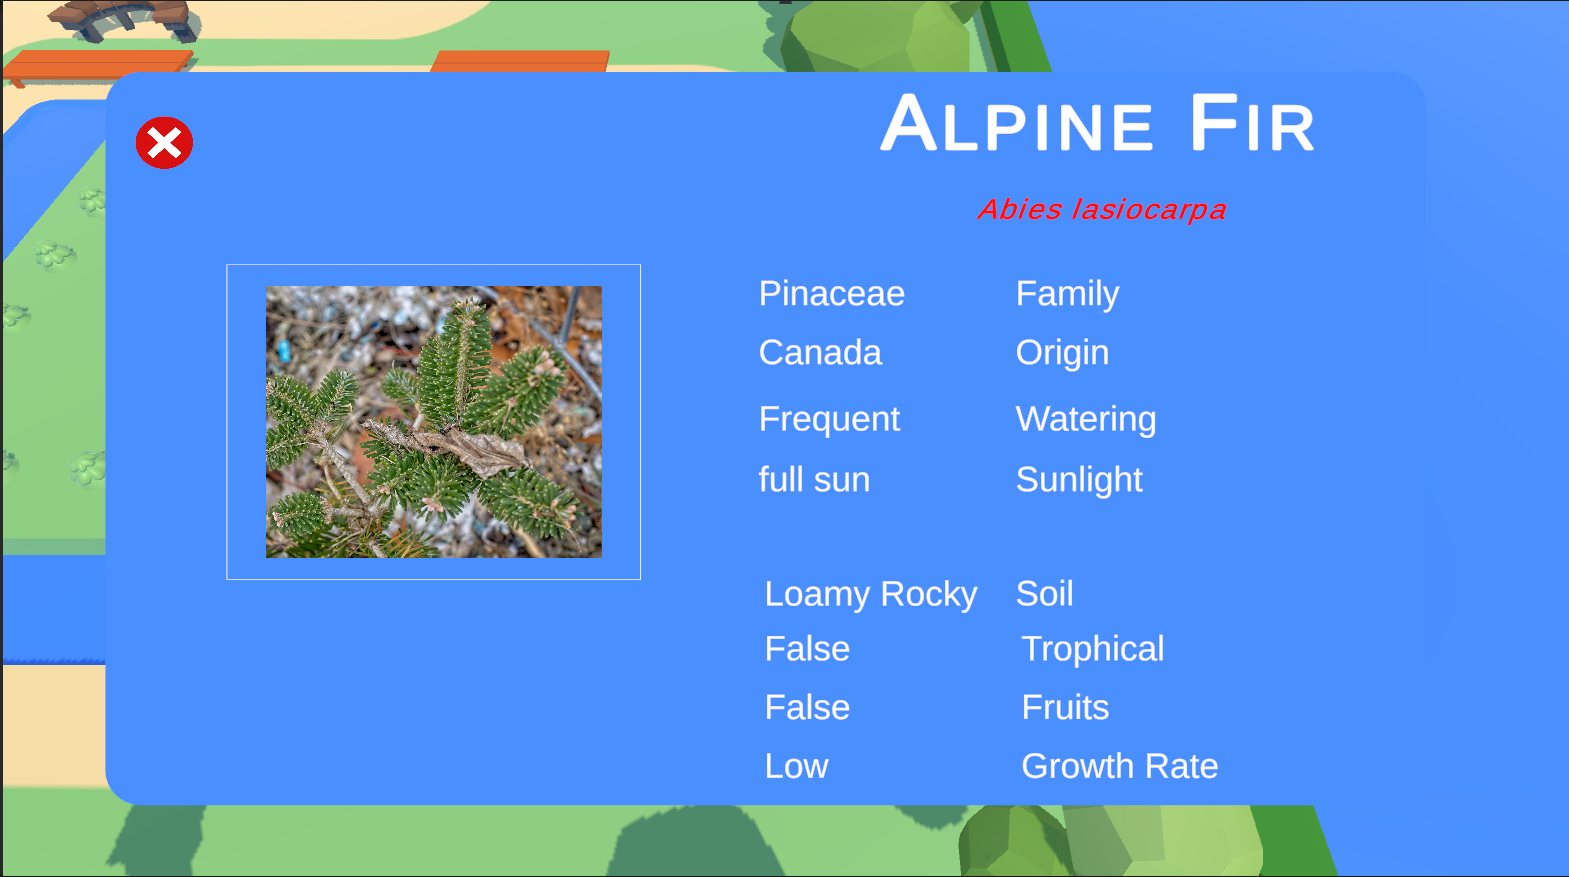 Alpine Fir
Abies lasiocarpa
Pinaceae Family
Canada Origin
Frequent Watering
full sun Sunlight
Loamy Rocky Soil
False Trophical
False Fruits
Low Growth Rate